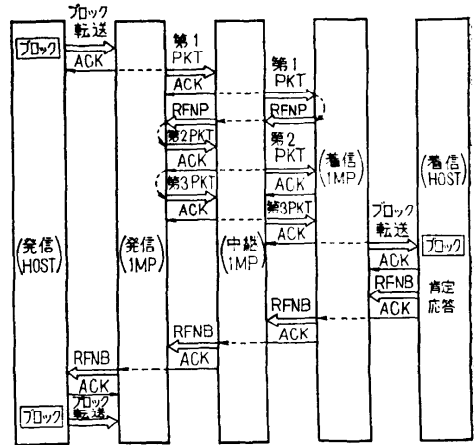 ブロック
転送
ブロック
ACK
第1
PKT
ACK
第1
PKT
ACK
RFNP
RFNP
第2PKT
第2
PKT
ACK
ACK
第3PKT
第3PKT
ACK
ACK
(発信
HOST)
(発信
1MP)
(中継
1MP)
(着信
1MP)
(着信
HOST)
ブロック
転送
ブロック
ACK
RFNB
肯定
応答
ACK
RFNB
ACK
RFNB
ACK
RFNB
ACK
ブロック
転送
ブロック